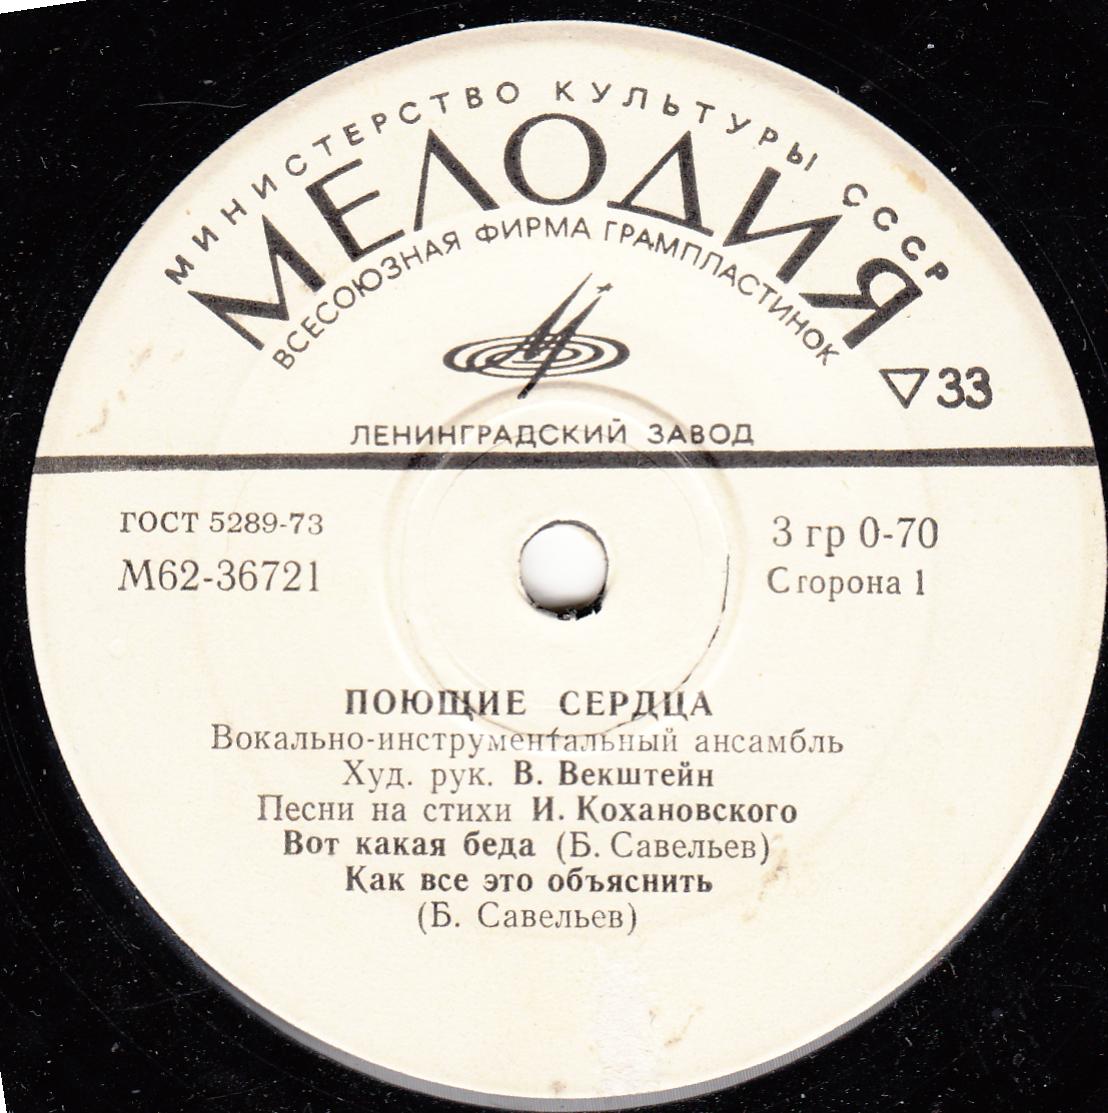 МИНИСТЕРСТВО КУЛЬТУРЫ СССР
МЕЛОДИЯ
ВСЕСОЮЗНАЯ ФИРМА ГРАМПЛАСТИНОК
▽33
ЛЕНИНГРАДСКИЙ ЗАВОД
ГОСТ 5289-73
М62-36721
3 гр 0-70
Сторона 1
ПОЮЩИЕ СЕРДЦА
Вокально-инструментальный ансамбль
Худ. рук. В. Векштейн
Песни на стихи И. Кохановского
Вот какая беда (Б. Савельев)
Как все это объяснить
(Б. Савельев)